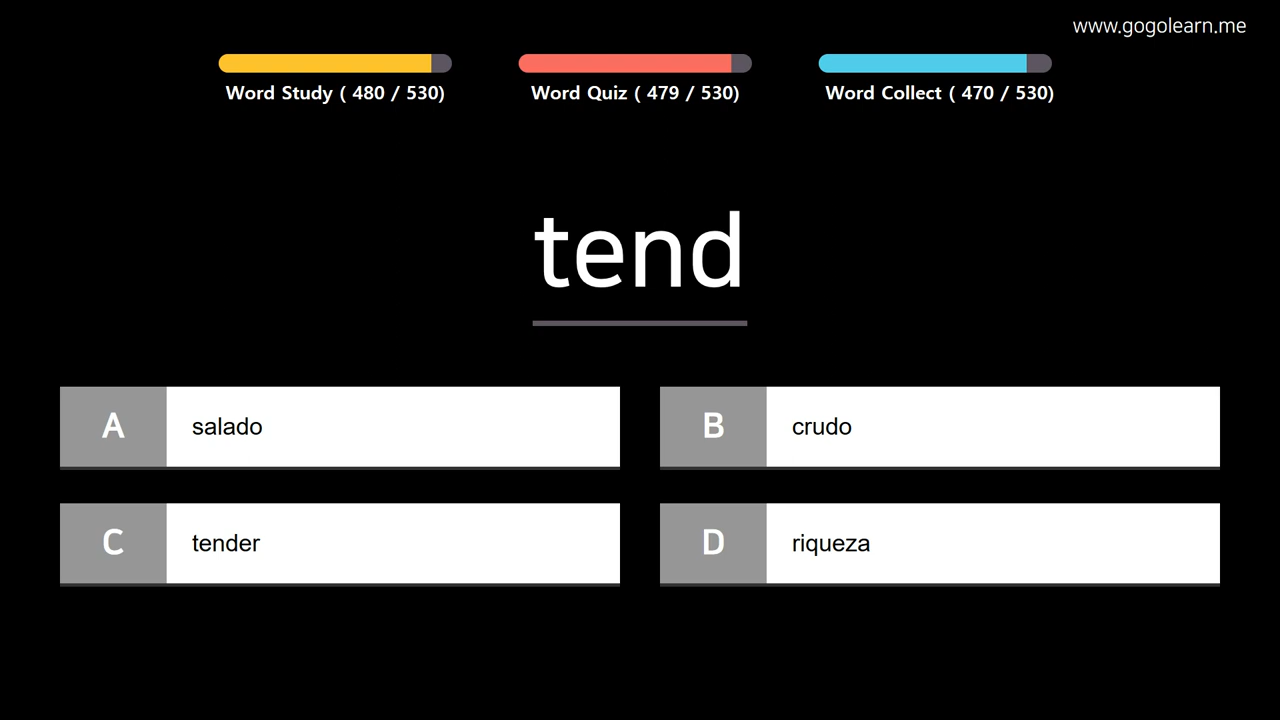 www.gogolearn.me
Word Study ( 480 / 530)
Word Quiz ( 479 / 530)
Word Collect ( 470 / 530)
tend
A salado
B crudo
C tender
D riqueza